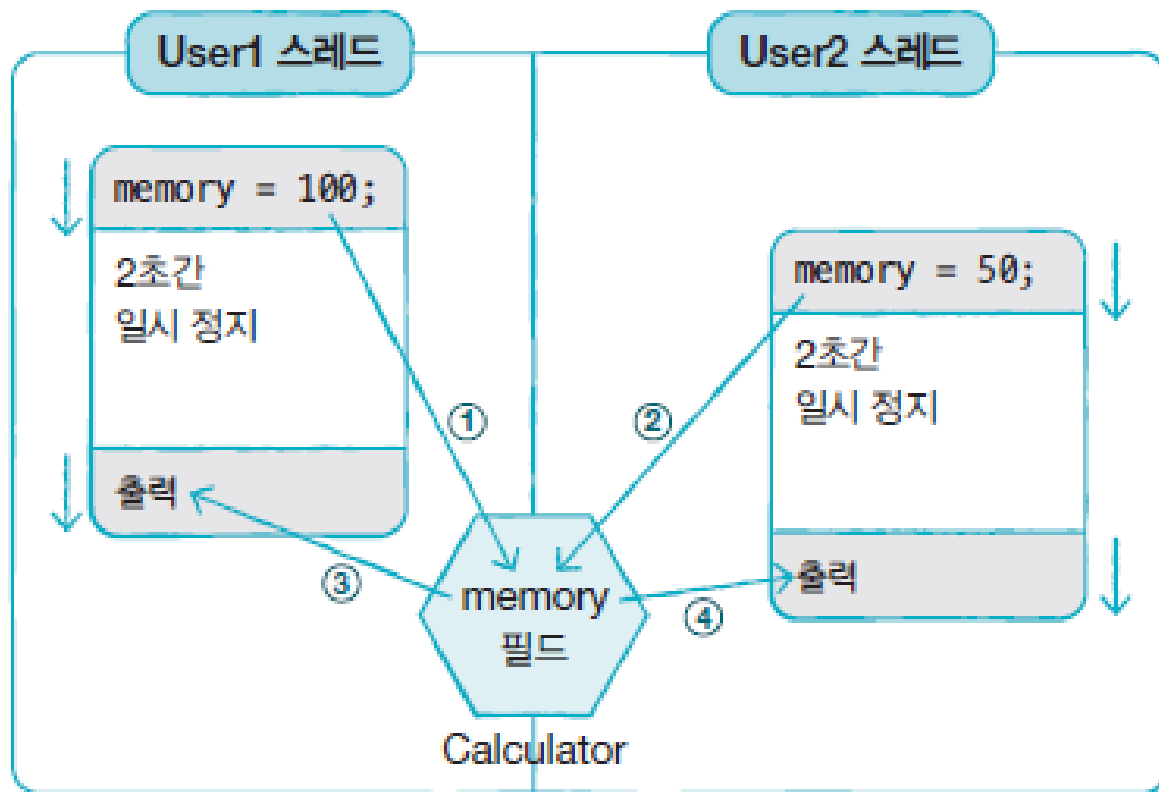 User1 스레드
User2 스레드
memory = 100;
2초간
일시 정지
출력
memory = 50;
2초간
일시 정지
출력
①
②
③
④
memory
필드
Calculator